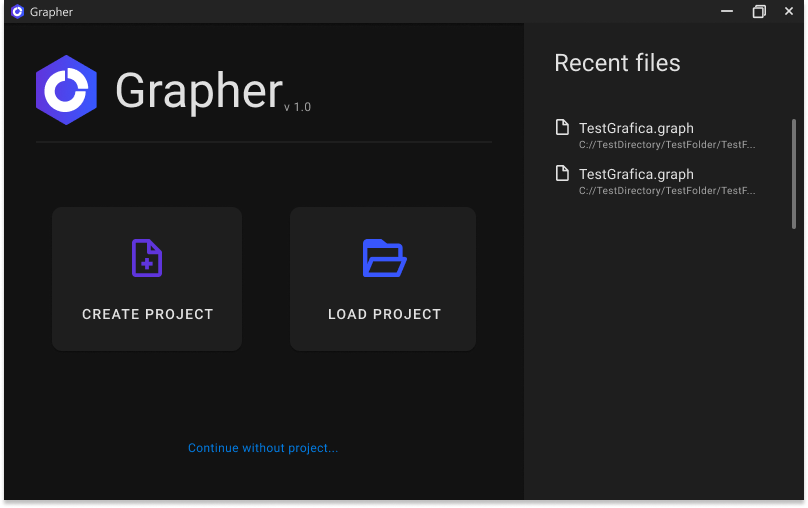 Grapher
Grapher v 1.0
CREATE PROJECT
LOAD PROJECT
Continue without project...
Recent files
TestGrafica.graph
C://TestDirectory/TestFolder/TestF...
TestGrafica.graph
C://TestDirectory/TestFolder/TestF...